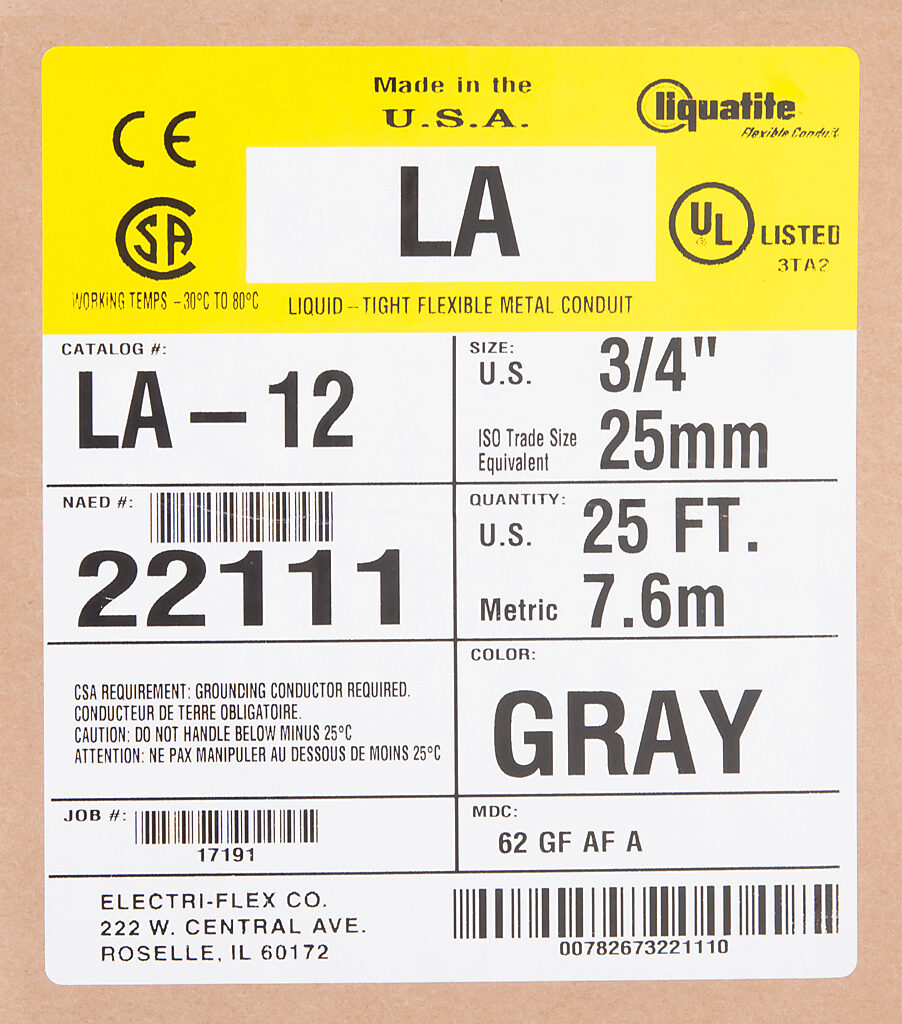 Made in the
U.S.A.
CE
liquatite
Flexible Conduit
LA
SA
UL
LISTED
3TA2
WORKING TEMPS -30°C TO 80°C
LIQUID-TIGHT FLEXIBLE METAL CONDUIT
CATALOG #:
LA-12
SIZE:
U.S. 3/4"
ISO Trade Size
Equivalent
25mm
NAED #:
22111
QUANTITY:
U.S. 25 FT.
Metric 7.6m
CSA REQUIREMENT: GROUNDING CONDUCTOR REQUIRED.
CONDUCTEUR DE TERRE OBLIGATOIRE.
CAUTION: DO NOT HANDLE BELOW MINUS 25°C
ATTENTION: NE PAX MANIPULER AU DESSOUS DE MOINS 25°C
COLOR:
GRAY
JOB #:
17191
MDC:
62 GF AF A
ELECTRI-FLEX CO.
222 W. CENTRAL AVE.
ROSELLE, IL 60172
00782673221110